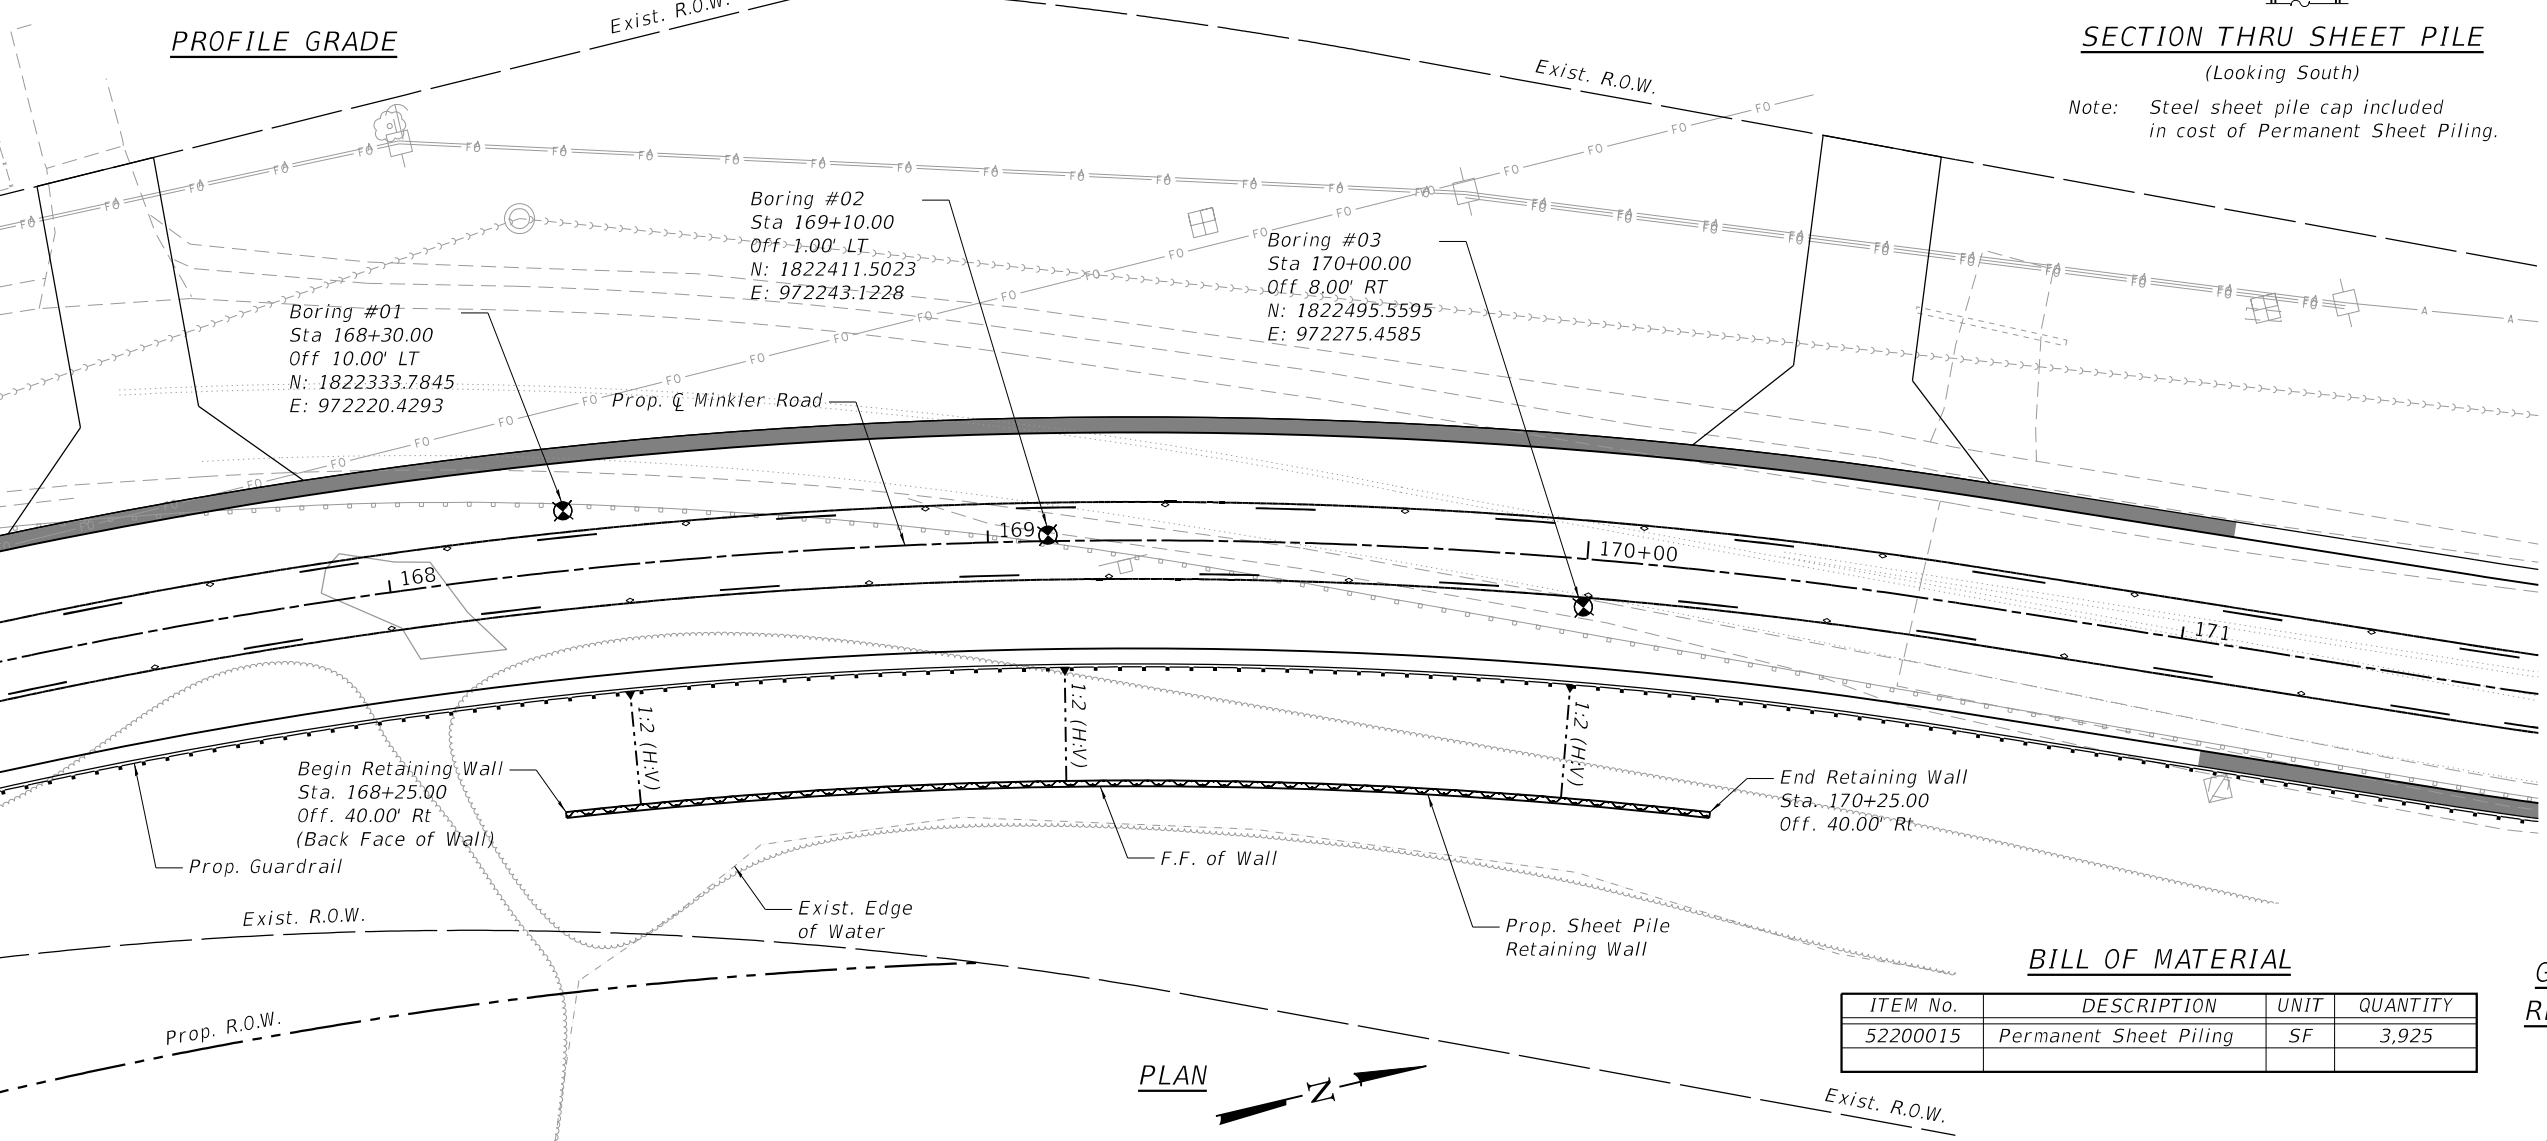 PROFILE GRADE
Exist. R.O.W.
Exist. R.O.W.
SECTION THRU SHEET PILE
(Looking South)
Note: Steel sheet pile cap included
in cost of Permanent Sheet Piling.
Boring #01
Sta 168+30.00
Off 10.00' LT
N: 1822333.7845
E: 972220.4293
Boring #02
Sta 169+10.00
Off 1.00' LT
N: 1822411.5023
E: 972243.1228
Boring #03
Sta 170+00.00
Off 8.00' RT
N: 1822495.5595
E: 972275.4585
Prop. ℄ Minkler Road
168
169
170+00
171
1:2 (H:V)
1:2 (H:V)
1:2 (H:V)
Begin Retaining Wall
Sta. 168+25.00
Off. 40.00' Rt
(Back Face of Wall)
Prop. Guardrail
End Retaining Wall
Sta. 170+25.00
Off. 40.00' Rt
F.F. of Wall
Exist. Edge
of Water
Prop. Sheet Pile
Retaining Wall
Exist. R.O.W.
Prop. R.O.W.
Exist. R.O.W.
PLAN
N
BILL OF MATERIAL
ITEM No. DESCRIPTION UNIT QUANTITY
52200015 Permanent Sheet Piling SF 3,925